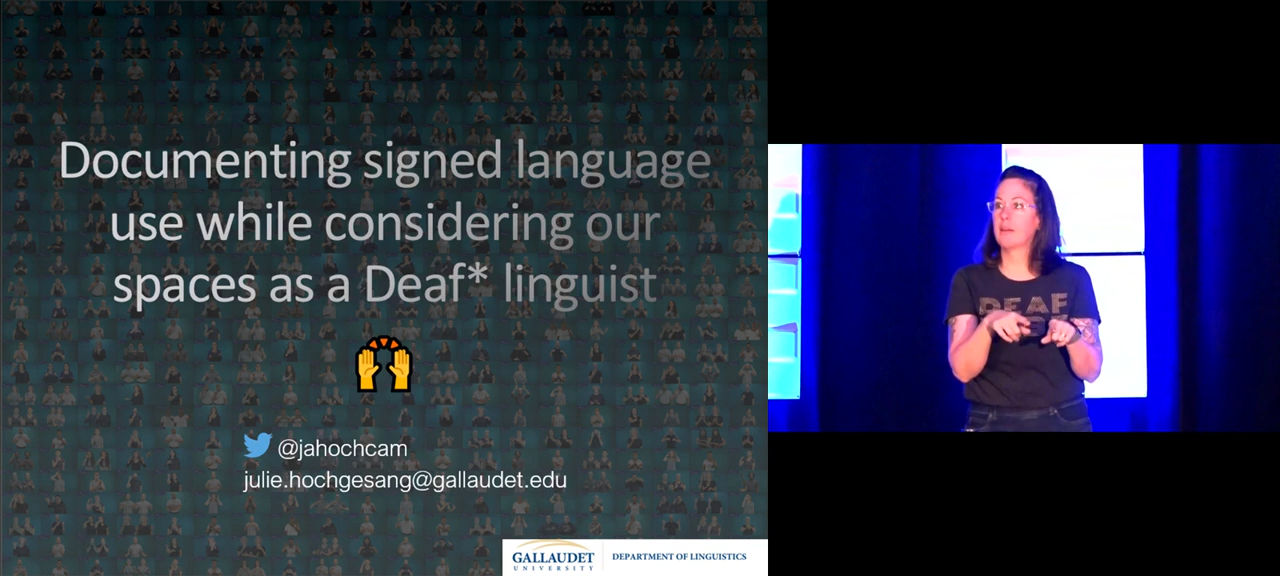 Documenting signed language
use while considering our
spaces as a Deaf* linguist
@jahochcam
julie.hochgesang@gallaudet.edu
GALLAUDET
UNIVERSITY
DEPARTMENT OF LINGUISTICS
DEAF